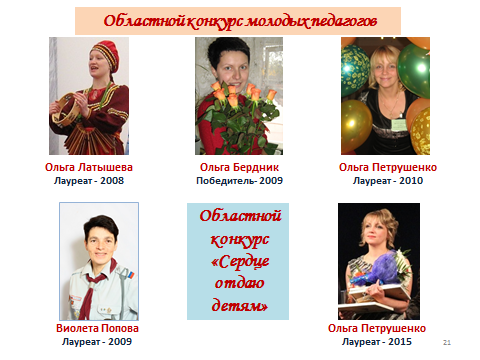 Областной конкурс молодых педагогов
Ольга Латышева
Лауреат - 2008
Ольга Бердник
Победитель- 2009
Ольга Петрушенко
Лауреат - 2010
Областной
конкурс
«Сердце
отдаю
детям»
Виолета Попова
Лауреат - 2009
Ольга Петрушенко
Лауреат - 2015
21